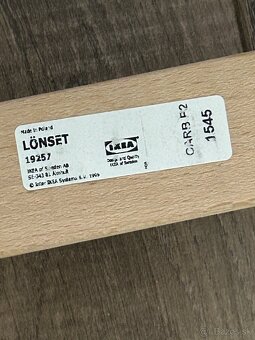 Made in Poland
LÖNSET
19257
IKEA of Sweden AB
SE-343 81 Älmhult
© Inter IKEA Systems B.V. 1999
IKEA
Design and Quality
IKEA of Sweden
CARB P2
1545